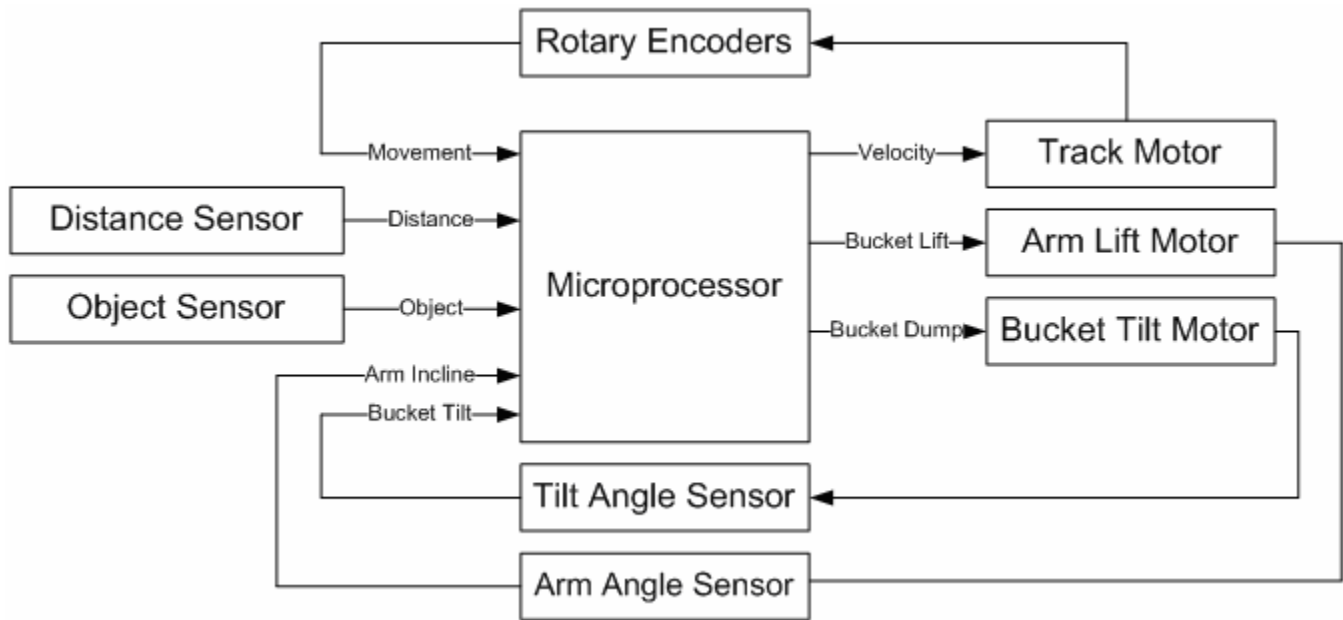 Rotary Encoders
Movement
Velocity
Track Motor
Distance Sensor
Distance
Microprocessor
Bucket Lift
Arm Lift Motor
Object Sensor
Object
Bucket Dump
Bucket Tilt Motor
Arm Incline
Bucket Tilt
Tilt Angle Sensor
Arm Angle Sensor